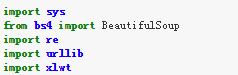 import sys
from bs4 import BeautifulSoup
import re
import urllib
import xlwt